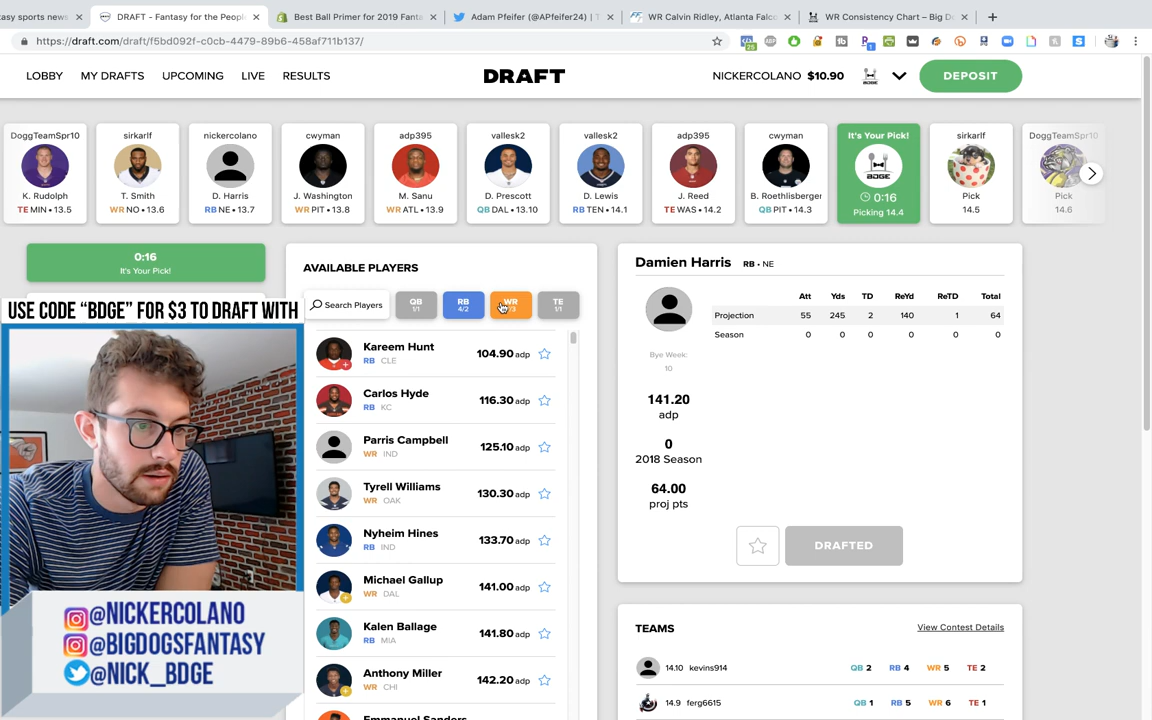 tasy sports news
DRAFT - Fantasy for the Peopl
Best Ball Primer for 2019 Fanta
Adam Pfeifer (@APfeifer24) | T
WR Calvin Ridley, Atlanta Falco
WR Consistency Chart – Big D
https://draft.com/draft/f5bd092f-c0cb-4479-89b6-458af711b137/
LOBBY MY DRAFTS UPCOMING LIVE RESULTS
DRAFT
NICKERCOLANO $10.90
DEPOSIT
DoggTeamSpr10
K. Rudolph
TE MIN • 13.5
sirkarlf
T. Smith
WR NO • 13.6
nickercolano
D. Harris
RB NE • 13.7
cwyman
J. Washington
WR PIT • 13.8
adp395
M. Sanu
WR ATL • 13.9
vallesk2
D. Prescott
QB DAL • 13.10
vallesk2
D. Lewis
RB TEN • 14.1
adp395
J. Reed
TE WAS • 14.2
cwyman
B. Roethlisberger
QB PIT • 14.3
It's Your Pick!
BDGE
0:16
Picking 14.4
sirkarlf
Pick
14.5
DoggTeamSpr10
Pick
14.6
0:16
It's Your Pick!
AVAILABLE PLAYERS
Search Players
QB
1/1
RB
4/2
WR
/3
TE
1/1
Kareem Hunt
RB CLE
104.90 adp
Carlos Hyde
RB KC
116.30 adp
Parris Campbell
WR IND
125.10 adp
Tyrell Williams
WR OAK
130.30 adp
Nyheim Hines
RB IND
133.70 adp
Michael Gallup
WR DAL
141.00 adp
Kalen Ballage
RB MIA
141.80 adp
Anthony Miller
WR CHI
142.20 adp
Emmanuel Sanders
Damien Harris RB • NE
Att Yds TD ReYd ReTD Total
Projection 55 245 2 140 1 64
Season 0 0 0 0 0 0
Bye Week:
10
141.20
adp
0
2018 Season
64.00
proj pts
DRAFTED
TEAMS
View Contest Details
14.10 kevins914 QB 2 RB 4 WR 5 TE 2
14.9 ferg6615 QB 1 RB 5 WR 6 TE 1
USE CODE "BDGE" FOR $3 TO DRAFT WITH
@NICKERCOLANO
@BIGDOGSFANTASY
@NICK_BDGE